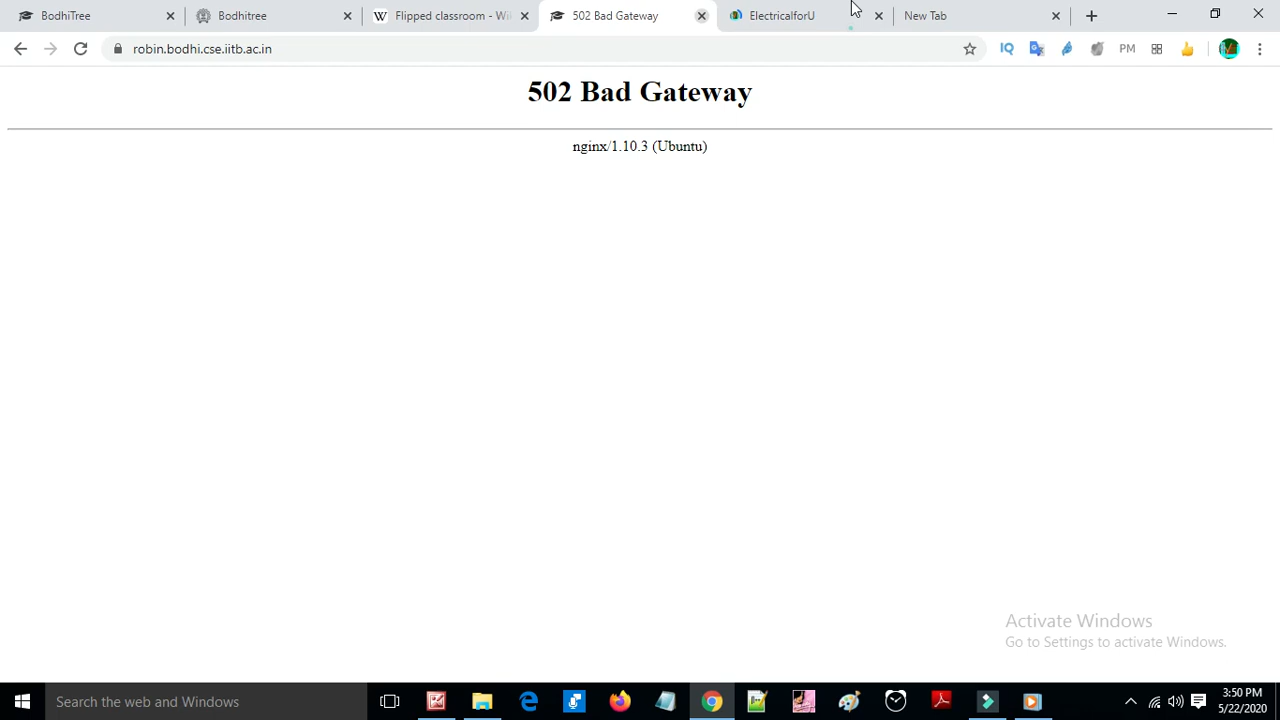 BodhiTree
Bodhitree
Flipped classroom - Wi
502 Bad Gateway
ElectricalforU
New Tab
robin.bodhi.cse.iitb.ac.in
IQ
PM
502 Bad Gateway
nginx/1.10.3 (Ubuntu)
Activate Windows
Go to Settings to activate Windows.
Search the web and Windows
3:50 PM
5/22/2020